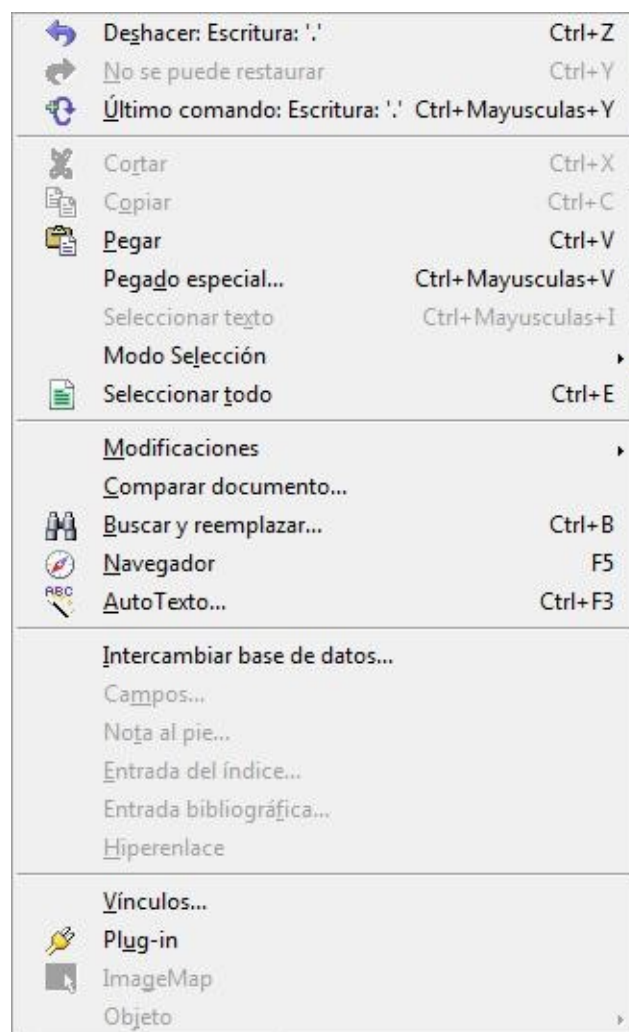 Deshacer: Escritura: '.' Ctrl+Z
No se puede restaurar Ctrl+Y
Último comando: Escritura: '.' Ctrl+Mayusculas+Y
Cortar Ctrl+X
Copiar Ctrl+C
Pegar Ctrl+V
Pegado especial... Ctrl+Mayusculas+V
Seleccionar texto Ctrl+Mayusculas+I
Modo Selección
Seleccionar todo Ctrl+E
Modificaciones
Comparar documento...
Buscar y reemplazar... Ctrl+B
Navegador F5
ABC AutoTexto... Ctrl+F3
Intercambiar base de datos...
Campos...
Nota al pie...
Entrada del índice...
Entrada bibliográfica...
Hiperenlace
Vínculos...
Plug-in
ImageMap
Objeto